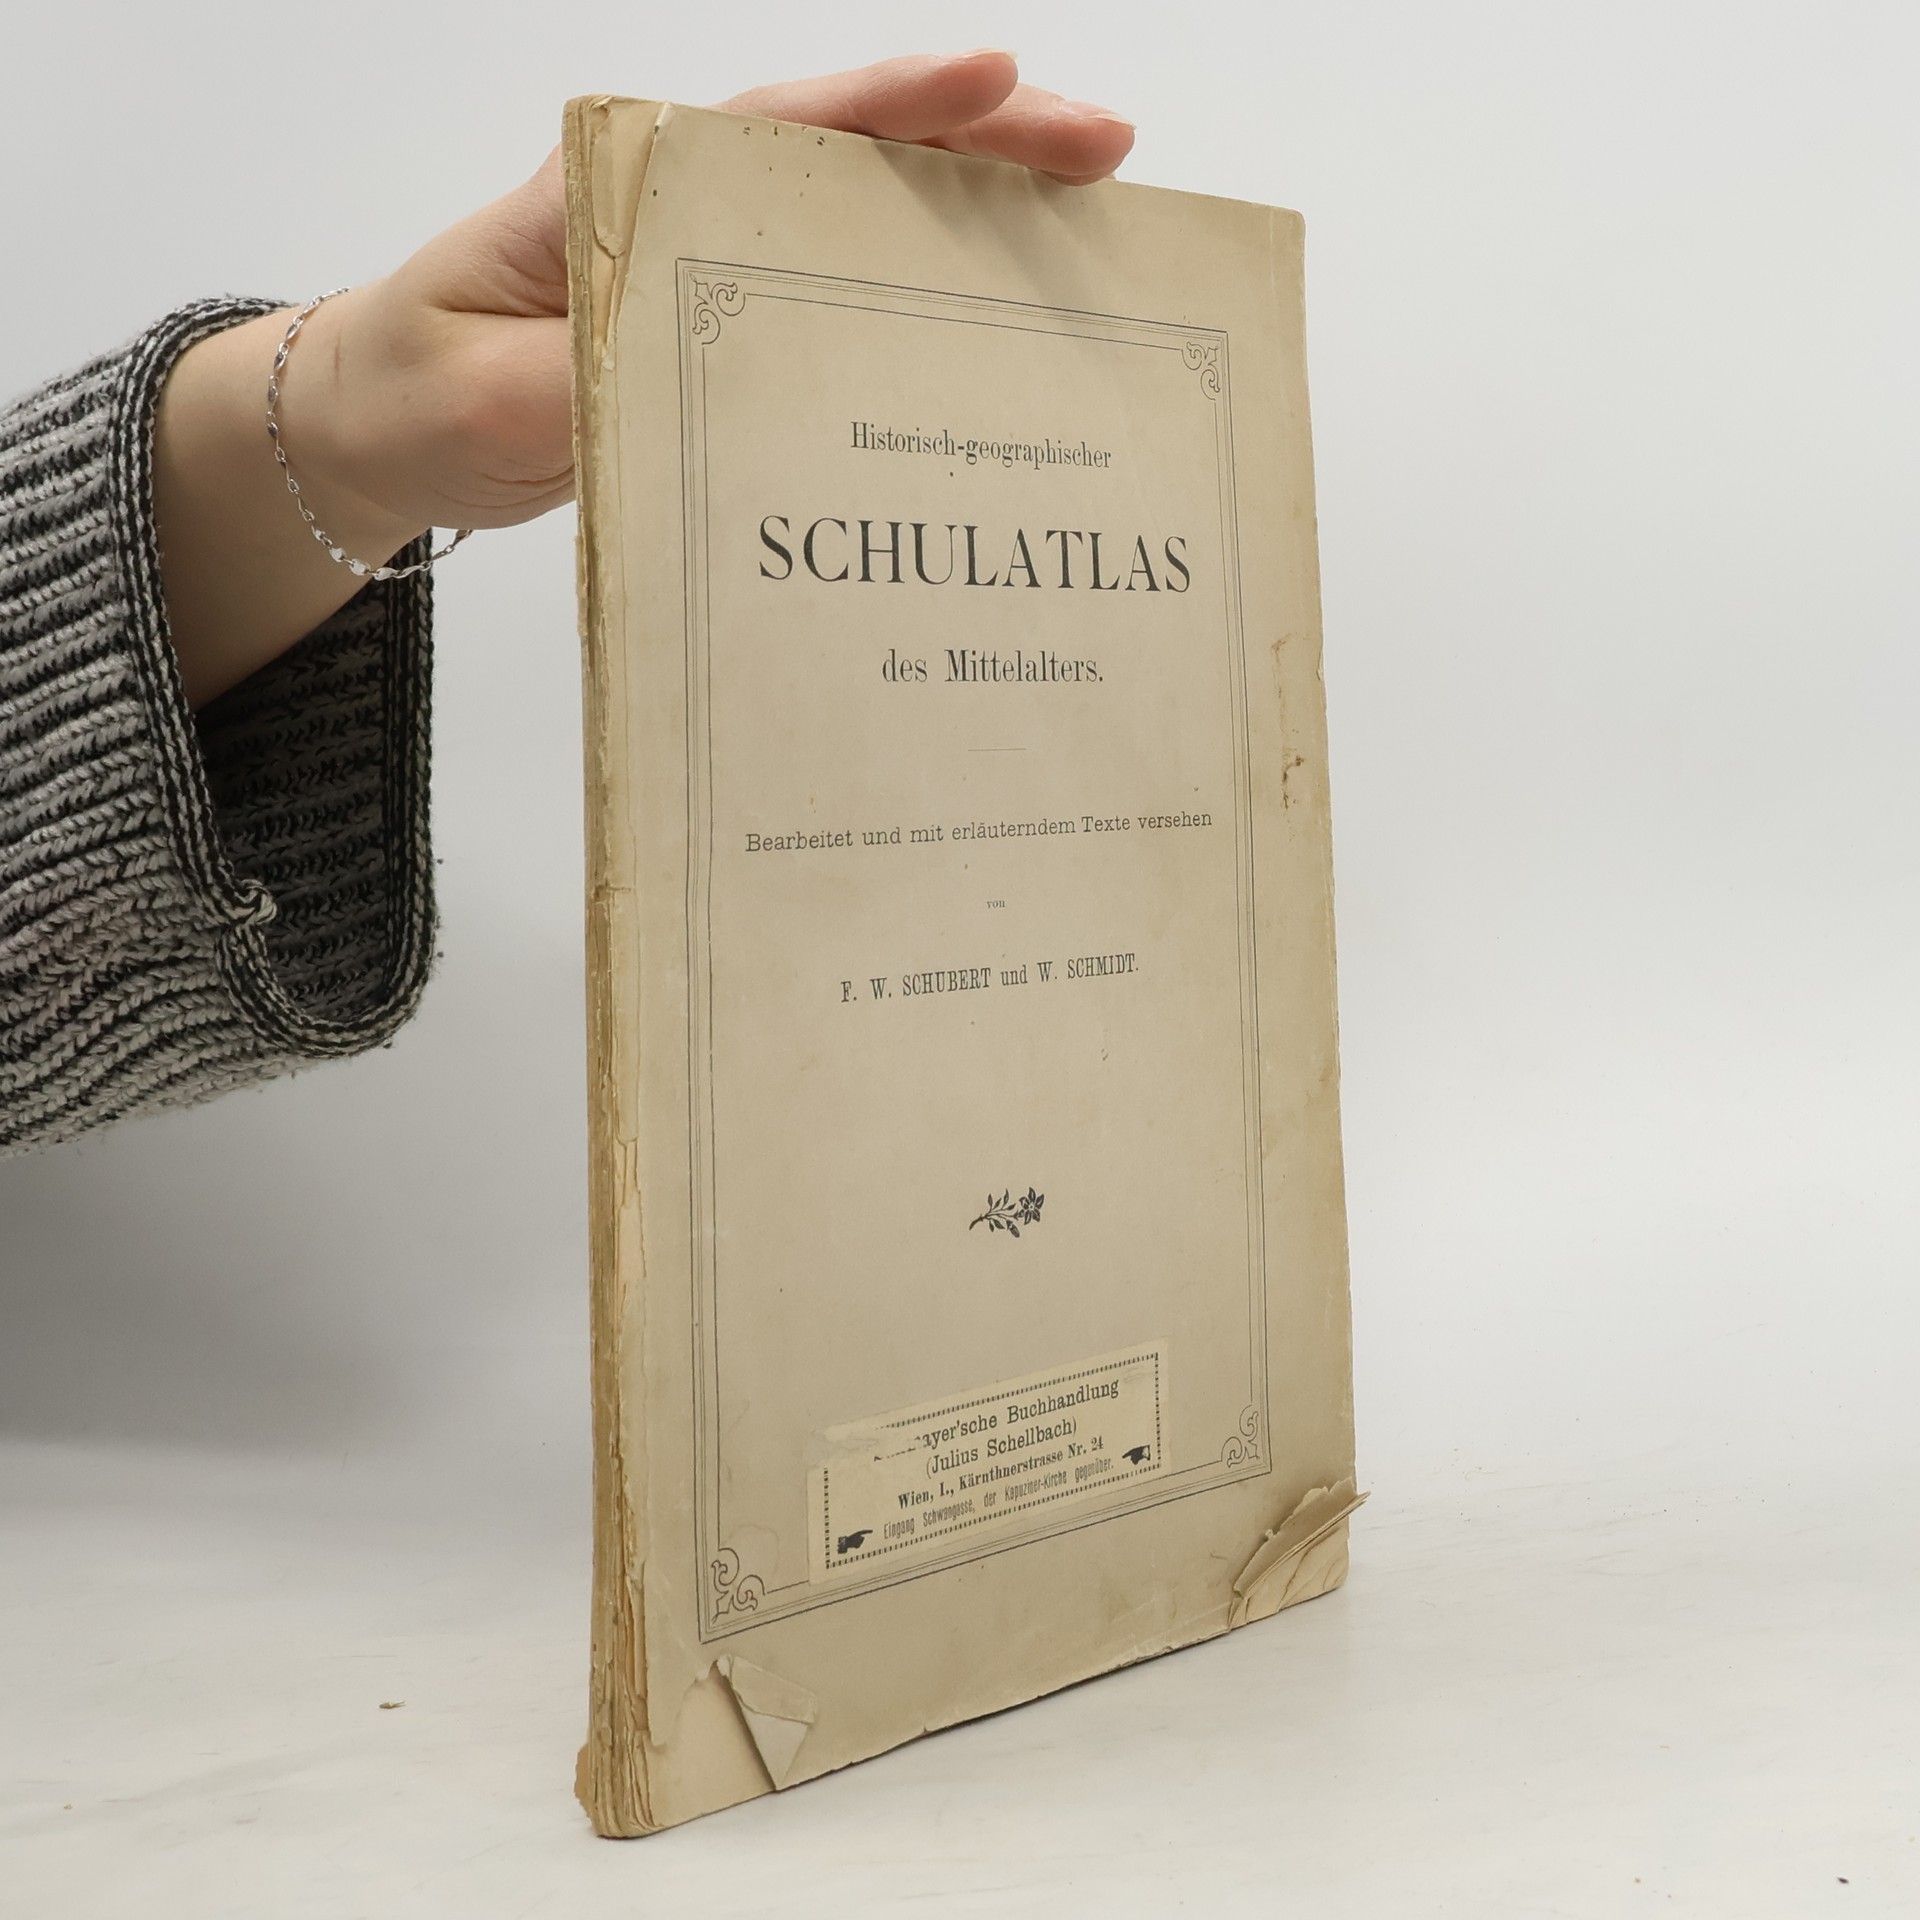 Historisch-geographischer
SCHULATLAS
des Mittelalters.
Bearbeitet und mit erläuterndem Texte versehen
von
F. W. SCHUBERT und W. SCHMIDT.
Buchhandlung
(Julius Schellbach)
Wien, I., Kärnthnerstrasse Nr. 24
Eingang Schwangasse, der Kapuziner-Kirche gegenüber.